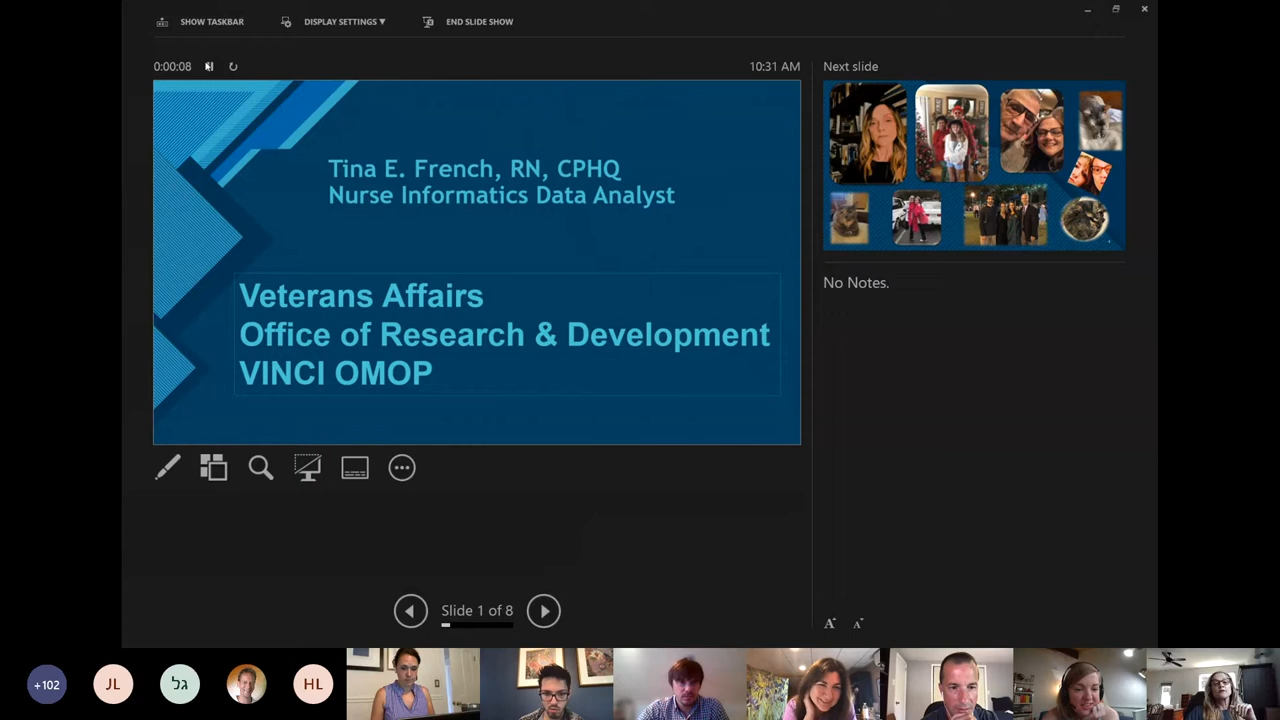 SHOW TASKBAR
DISPLAY SETTINGS ▼
END SLIDE SHOW
0:00:08
10:31 AM
Next slide
Tina E. French, RN, CPHQ
Nurse Informatics Data Analyst
Veterans Affairs
Office of Research & Development
VINCI OMOP
No Notes.
Slide 1 of 8
A A
+102
JL
גל
HL